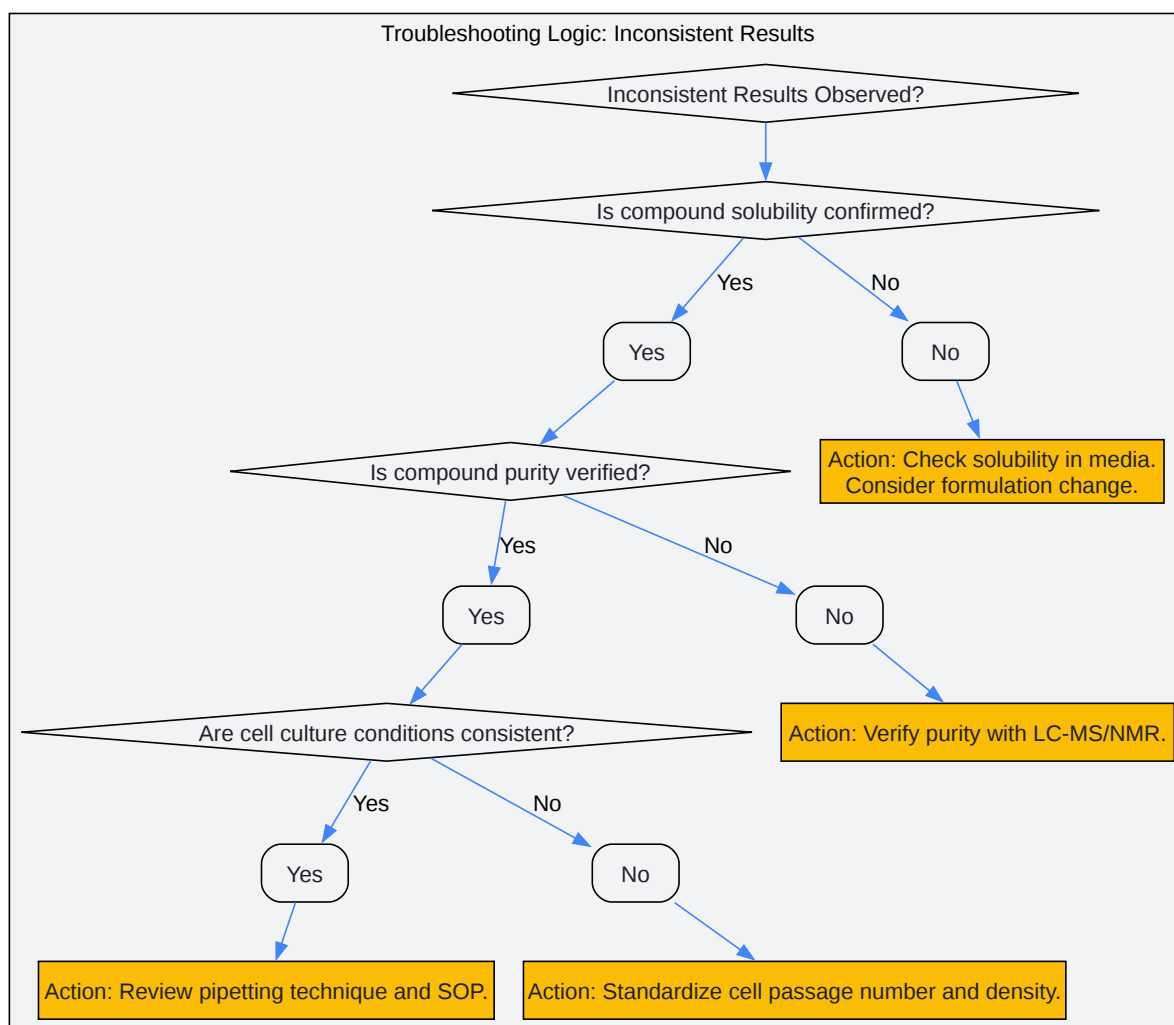 Troubleshooting Logic: Inconsistent Results
Inconsistent Results Observed?
Is compound solubility confirmed?
Yes
No
Yes
No
Action: Check solubility in media.
Consider formulation change.
Is compound purity verified?
Yes
No
Yes
No
Action: Verify purity with LC-MS/NMR.
Are cell culture conditions consistent?
Yes
No
Yes
No
Action: Review pipetting technique and SOP.
Action: Standardize cell passage number and density.